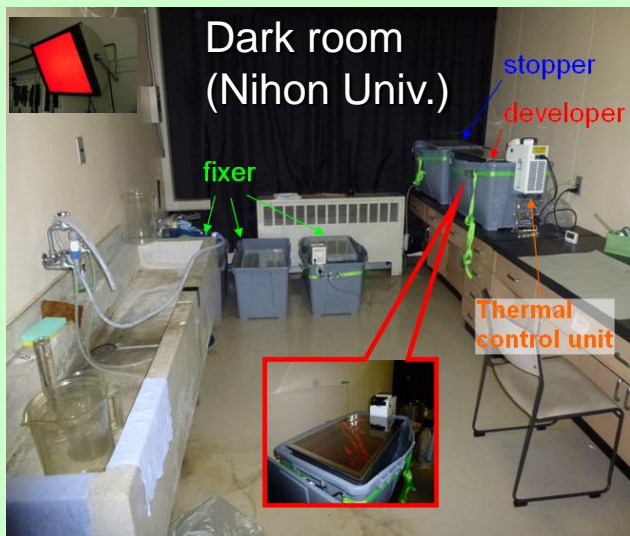 Dark room
(Nihon Univ.)
stopper
developer
fixer
Thermal
control unit